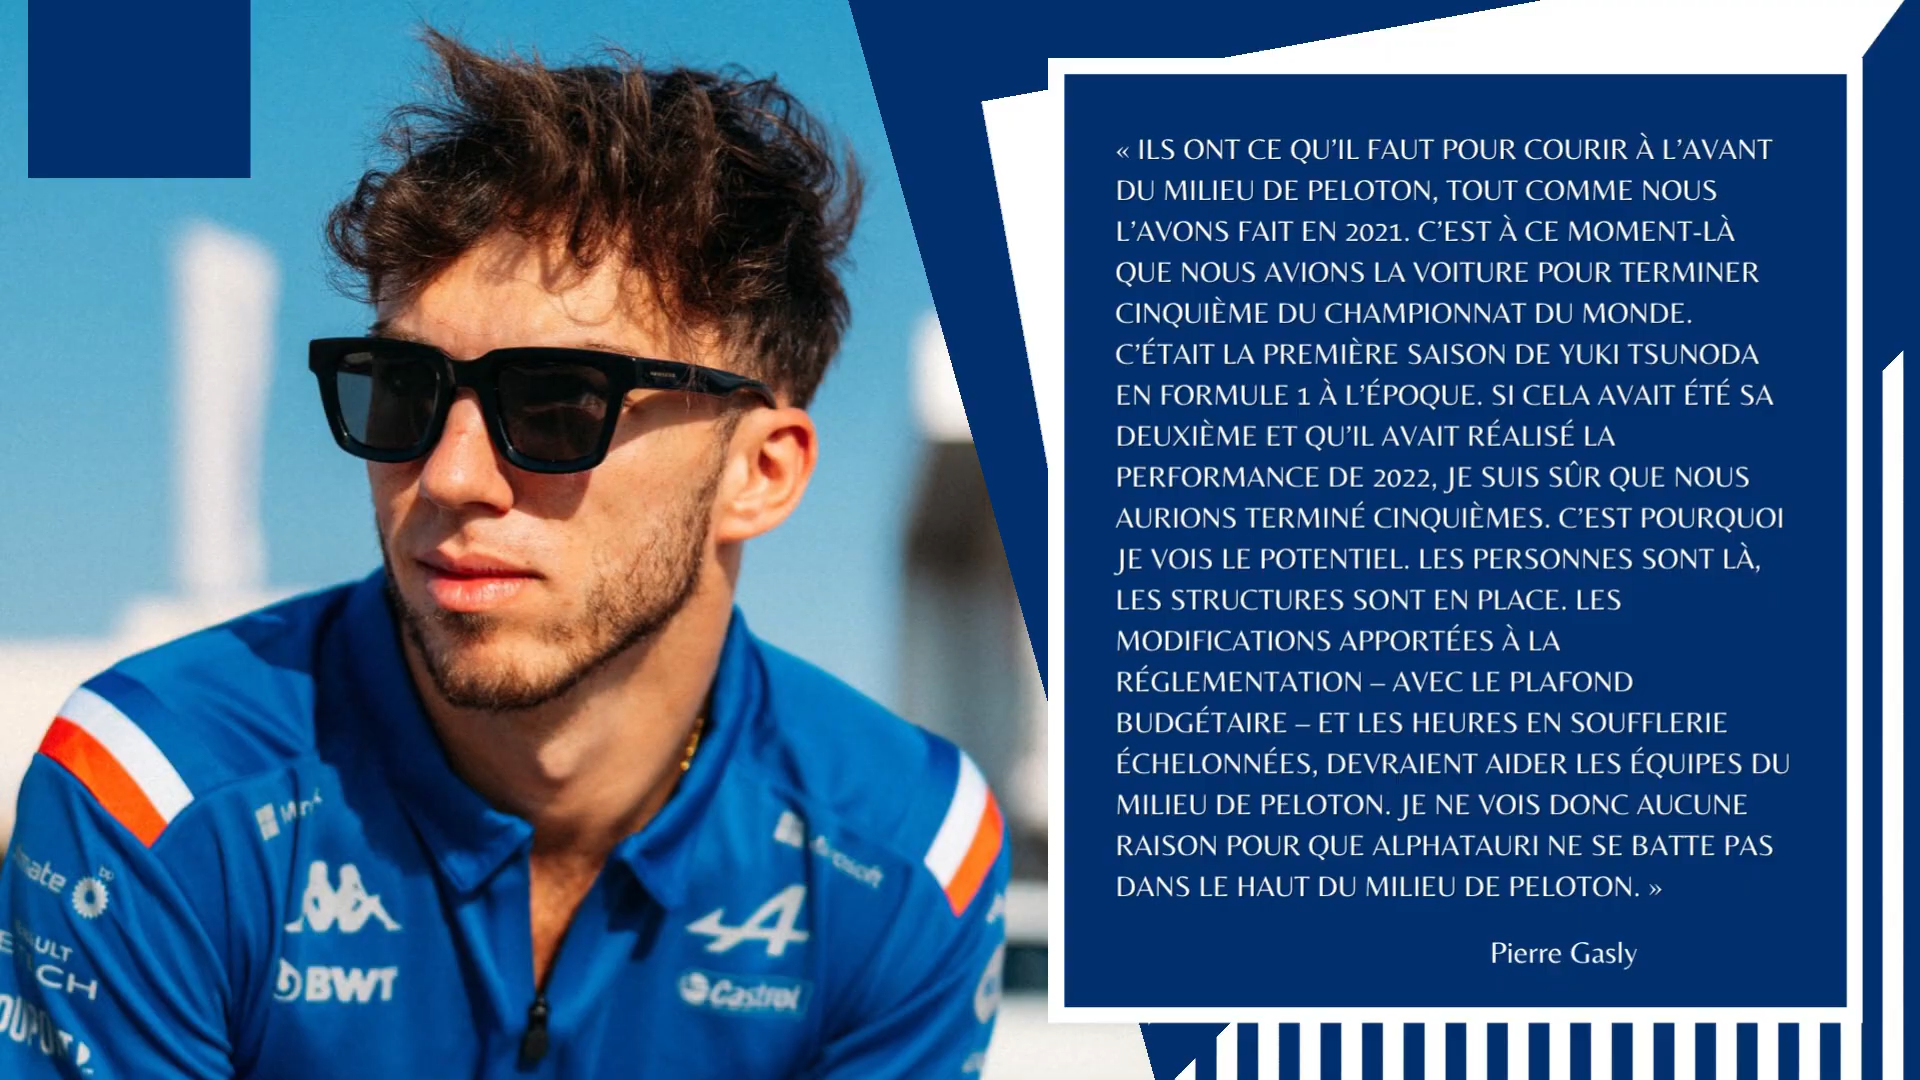 « ILS ONT CE QU’IL FAUT POUR COURIR À L’AVANT
DU MILIEU DE PELOTON, TOUT COMME NOUS
L’AVONS FAIT EN 2021. C’EST À CE MOMENT-LÀ
QUE NOUS AVIONS LA VOITURE POUR TERMINER
CINQUIÈME DU CHAMPIONNAT DU MONDE.
C’ÉTAIT LA PREMIÈRE SAISON DE YUKI TSUNODA
EN FORMULE 1 À L’ÉPOQUE. SI CELA AVAIT ÉTÉ SA
DEUXIÈME ET QU’IL AVAIT RÉALISÉ LA
PERFORMANCE DE 2022, JE SUIS SÛR QUE NOUS
AURIONS TERMINÉ CINQUIÈMES. C’EST POURQUOI
JE VOIS LE POTENTIEL. LES PERSONNES SONT LÀ,
LES STRUCTURES SONT EN PLACE. LES
MODIFICATIONS APPORTÉES À LA
RÉGLEMENTATION – AVEC LE PLAFOND
BUDGÉTAIRE – ET LES HEURES EN SOUFFLERIE
ÉCHELONNÉES, DEVRAIENT AIDER LES ÉQUIPES DU
MILIEU DE PELOTON. JE NE VOIS DONC AUCUNE
RAISON POUR QUE ALPHATAURI NE SE BATTE PAS
DANS LE HAUT DU MILIEU DE PELOTON. »
Pierre Gasly
Microsoft
bp
BWT
Castrol